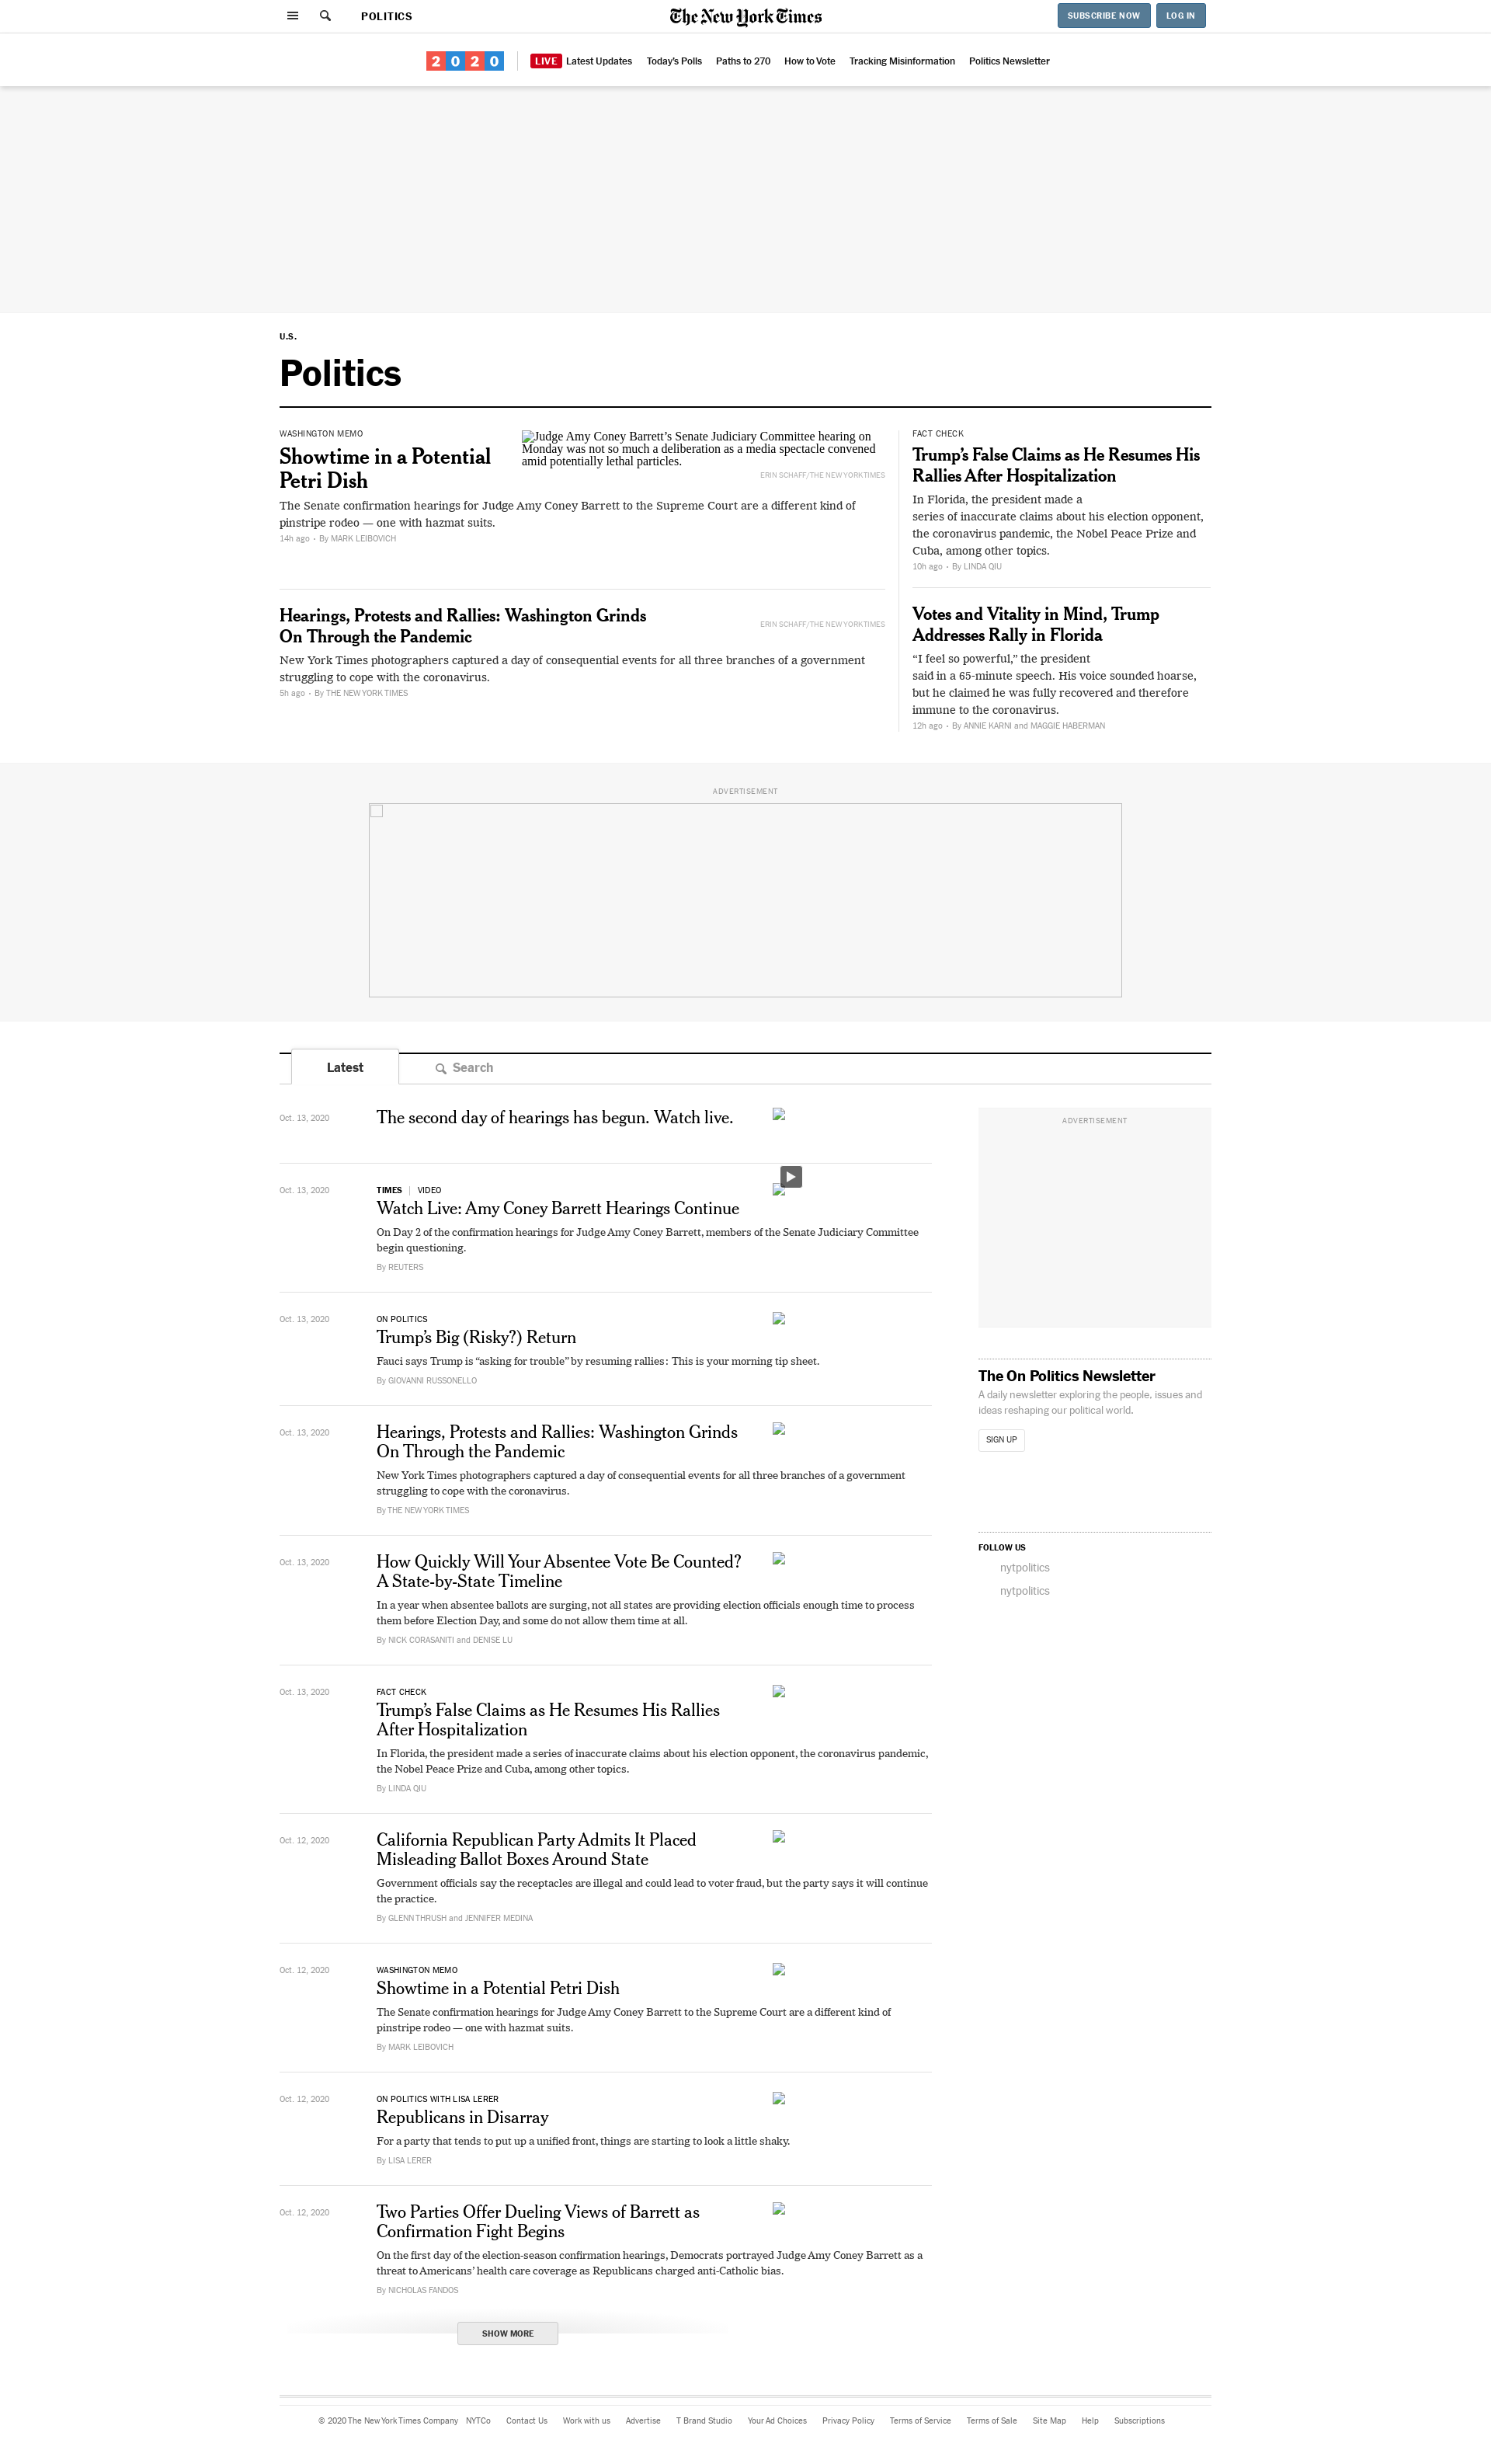 POLITICS
The New York Times
SUBSCRIBE NOW
LOG IN
2020
LIVE Latest Updates
Today's Polls
Paths to 270
How to Vote
Tracking Misinformation
Politics Newsletter
U.S.
Politics
WASHINGTON MEMO
Showtime in a Potential
Petri Dish
Judge Amy Coney Barrett’s Senate Judiciary Committee hearing on
Monday was not so much a deliberation as a media spectacle convened
amid potentially lethal particles.
ERIN SCHAFF/THE NEW YORK TIMES
The Senate confirmation hearings for Judge Amy Coney Barrett to the Supreme Court are a different kind of
pinstripe rodeo — one with hazmat suits.
14h ago • By MARK LEIBOVICH
Hearings, Protests and Rallies: Washington Grinds
On Through the Pandemic
ERIN SCHAFF/THE NEW YORK TIMES
New York Times photographers captured a day of consequential events for all three branches of a government
struggling to cope with the coronavirus.
5h ago • By THE NEW YORK TIMES
FACT CHECK
Trump’s False Claims as He Resumes His
Rallies After Hospitalization
In Florida, the president made a
series of inaccurate claims about his election opponent,
the coronavirus pandemic, the Nobel Peace Prize and
Cuba, among other topics.
10h ago • By LINDA QIU
Votes and Vitality in Mind, Trump
Addresses Rally in Florida
“I feel so powerful,” the president
said in a 65-minute speech. His voice sounded hoarse,
but he claimed he was fully recovered and therefore
immune to the coronavirus.
12h ago • By ANNIE KARNI and MAGGIE HABERMAN
ADVERTISEMENT
Latest
Search
Oct. 13, 2020
The second day of hearings has begun. Watch live.
Oct. 13, 2020
TIMES | VIDEO
Watch Live: Amy Coney Barrett Hearings Continue
On Day 2 of the confirmation hearings for Judge Amy Coney Barrett, members of the Senate Judiciary Committee
begin questioning.
By REUTERS
Oct. 13, 2020
ON POLITICS
Trump’s Big (Risky?) Return
Fauci says Trump is “asking for trouble” by resuming rallies: This is your morning tip sheet.
By GIOVANNI RUSSONELLO
Oct. 13, 2020
Hearings, Protests and Rallies: Washington Grinds
On Through the Pandemic
New York Times photographers captured a day of consequential events for all three branches of a government
struggling to cope with the coronavirus.
By THE NEW YORK TIMES
Oct. 13, 2020
How Quickly Will Your Absentee Vote Be Counted?
A State-by-State Timeline
In a year when absentee ballots are surging, not all states are providing election officials enough time to process
them before Election Day, and some do not allow them time at all.
By NICK CORASANITI and DENISE LU
Oct. 13, 2020
FACT CHECK
Trump’s False Claims as He Resumes His Rallies
After Hospitalization
In Florida, the president made a series of inaccurate claims about his election opponent, the coronavirus pandemic,
the Nobel Peace Prize and Cuba, among other topics.
By LINDA QIU
Oct. 12, 2020
California Republican Party Admits It Placed
Misleading Ballot Boxes Around State
Government officials say the receptacles are illegal and could lead to voter fraud, but the party says it will continue
the practice.
By GLENN THRUSH and JENNIFER MEDINA
Oct. 12, 2020
WASHINGTON MEMO
Showtime in a Potential Petri Dish
The Senate confirmation hearings for Judge Amy Coney Barrett to the Supreme Court are a different kind of
pinstripe rodeo — one with hazmat suits.
By MARK LEIBOVICH
Oct. 12, 2020
ON POLITICS WITH LISA LERER
Republicans in Disarray
For a party that tends to put up a unified front, things are starting to look a little shaky.
By LISA LERER
Oct. 12, 2020
Two Parties Offer Dueling Views of Barrett as
Confirmation Fight Begins
On the first day of the election-season confirmation hearings, Democrats portrayed Judge Amy Coney Barrett as a
threat to Americans’ health care coverage as Republicans charged anti-Catholic bias.
By NICHOLAS FANDOS
SHOW MORE
ADVERTISEMENT
The On Politics Newsletter
A daily newsletter exploring the people, issues and
ideas reshaping our political world.
SIGN UP
FOLLOW US
nytpolitics
nytpolitics
© 2020 The New York Times Company
NYTCo
Contact Us
Work with us
Advertise
T Brand Studio
Your Ad Choices
Privacy Policy
Terms of Service
Terms of Sale
Site Map
Help
Subscriptions